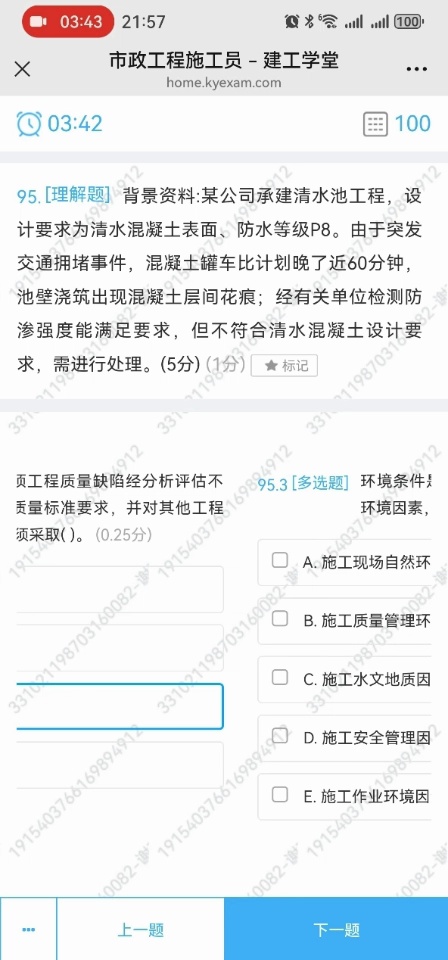 03:43 21:57 100
市政工程施工员 – 建工学堂
home.kyexam.com
03:42 100
95. [理解题] 背景资料:某公司承建清水池工程，设
计要求为清水混凝土表面、防水等级P8。由于突发
交通拥堵事件，混凝土罐车比计划晚了近60分钟，
池壁浇筑出现混凝土层间花痕；经有关单位检测防
渗强度能满足要求，但不符合清水混凝土设计要
求，需进行处理。(5分) (1分) ★ 标记
项工程质量缺陷经分析评估不
质量标准要求，并对其他工程
须采取( )。 (0.25分)
95.3 [多选题] 环境条件是
环境因素，
A. 施工现场自然环
B. 施工质量管理环
C. 施工水文地质因
D. 施工安全管理因
E. 施工作业环境因
上一题 下一题
331021198703160082-谢
1915403766169894912